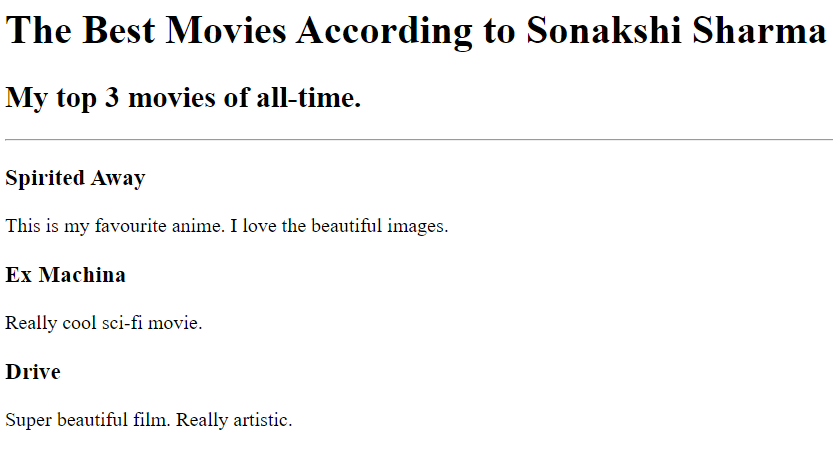 The Best Movies According to Sonakshi Sharma
My top 3 movies of all-time.
Spirited Away
This is my favourite anime. I love the beautiful images.
Ex Machina
Really cool sci-fi movie.
Drive
Super beautiful film. Really artistic.